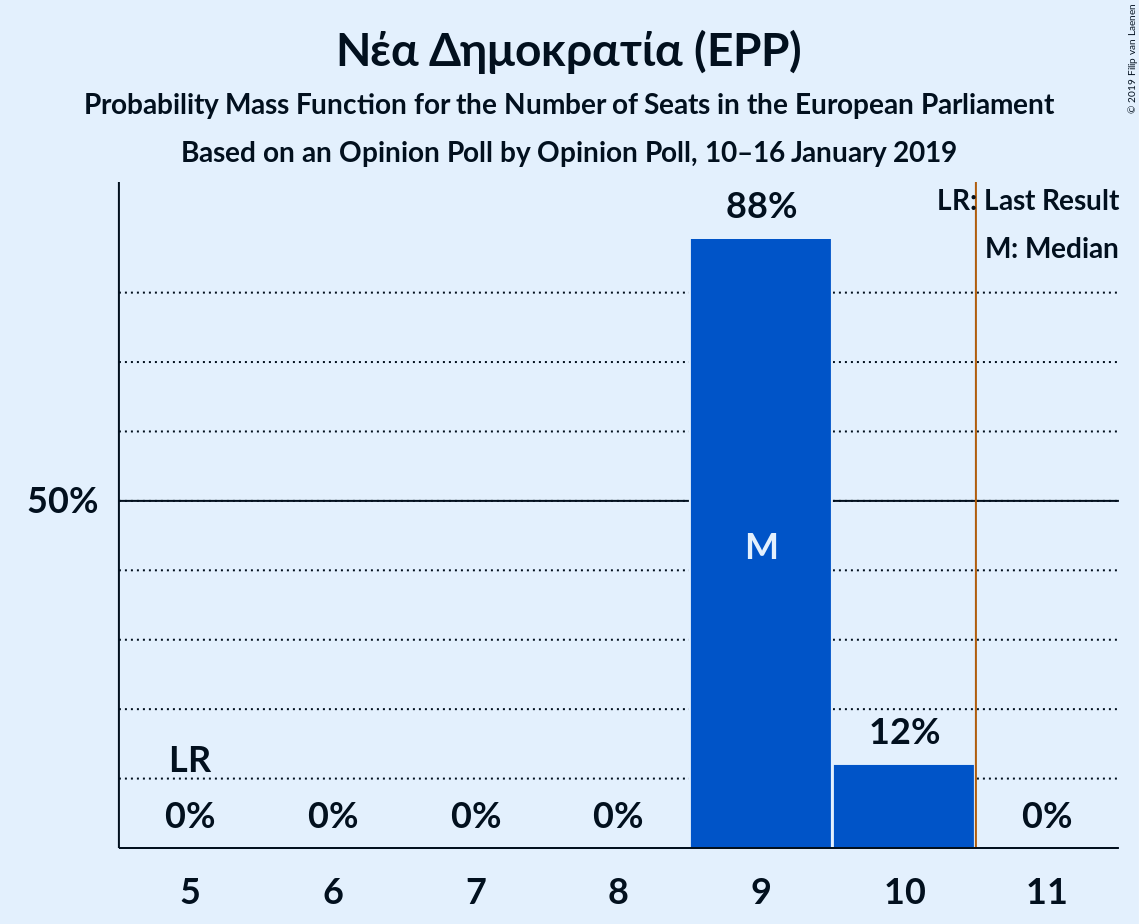 Νέα Δημοκρατία (EPP)
Probability Mass Function for the Number of Seats in the European Parliament
Based on an Opinion Poll by Opinion Poll, 10–16 January 2019
© 2019 Filip van Laenen
LR: Last Result
M: Median
88%
50%
M
12%
LR
0%
0%
0%
0%
0%
5
6
7
8
9
10
11